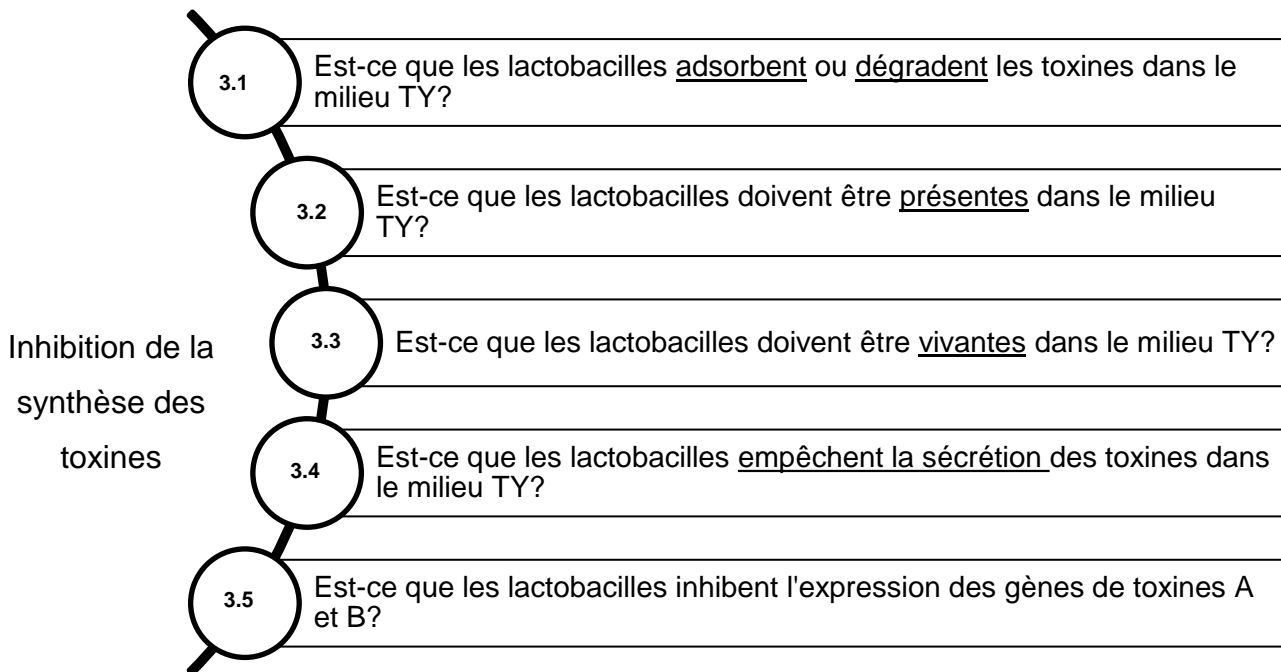 3.1
Est-ce que les lactobacilles adsorbent ou dégradent les toxines dans le
milieu TY?
3.2
Est-ce que les lactobacilles doivent être présentes dans le milieu
TY?
Inhibition de la
synthèse des
toxines
3.3
Est-ce que les lactobacilles doivent être vivantes dans le milieu TY?
3.4
Est-ce que les lactobacilles empêchent la sécrétion des toxines dans
le milieu TY?
3.5
Est-ce que les lactobacilles inhibent l'expression des gènes de toxines A
et B?